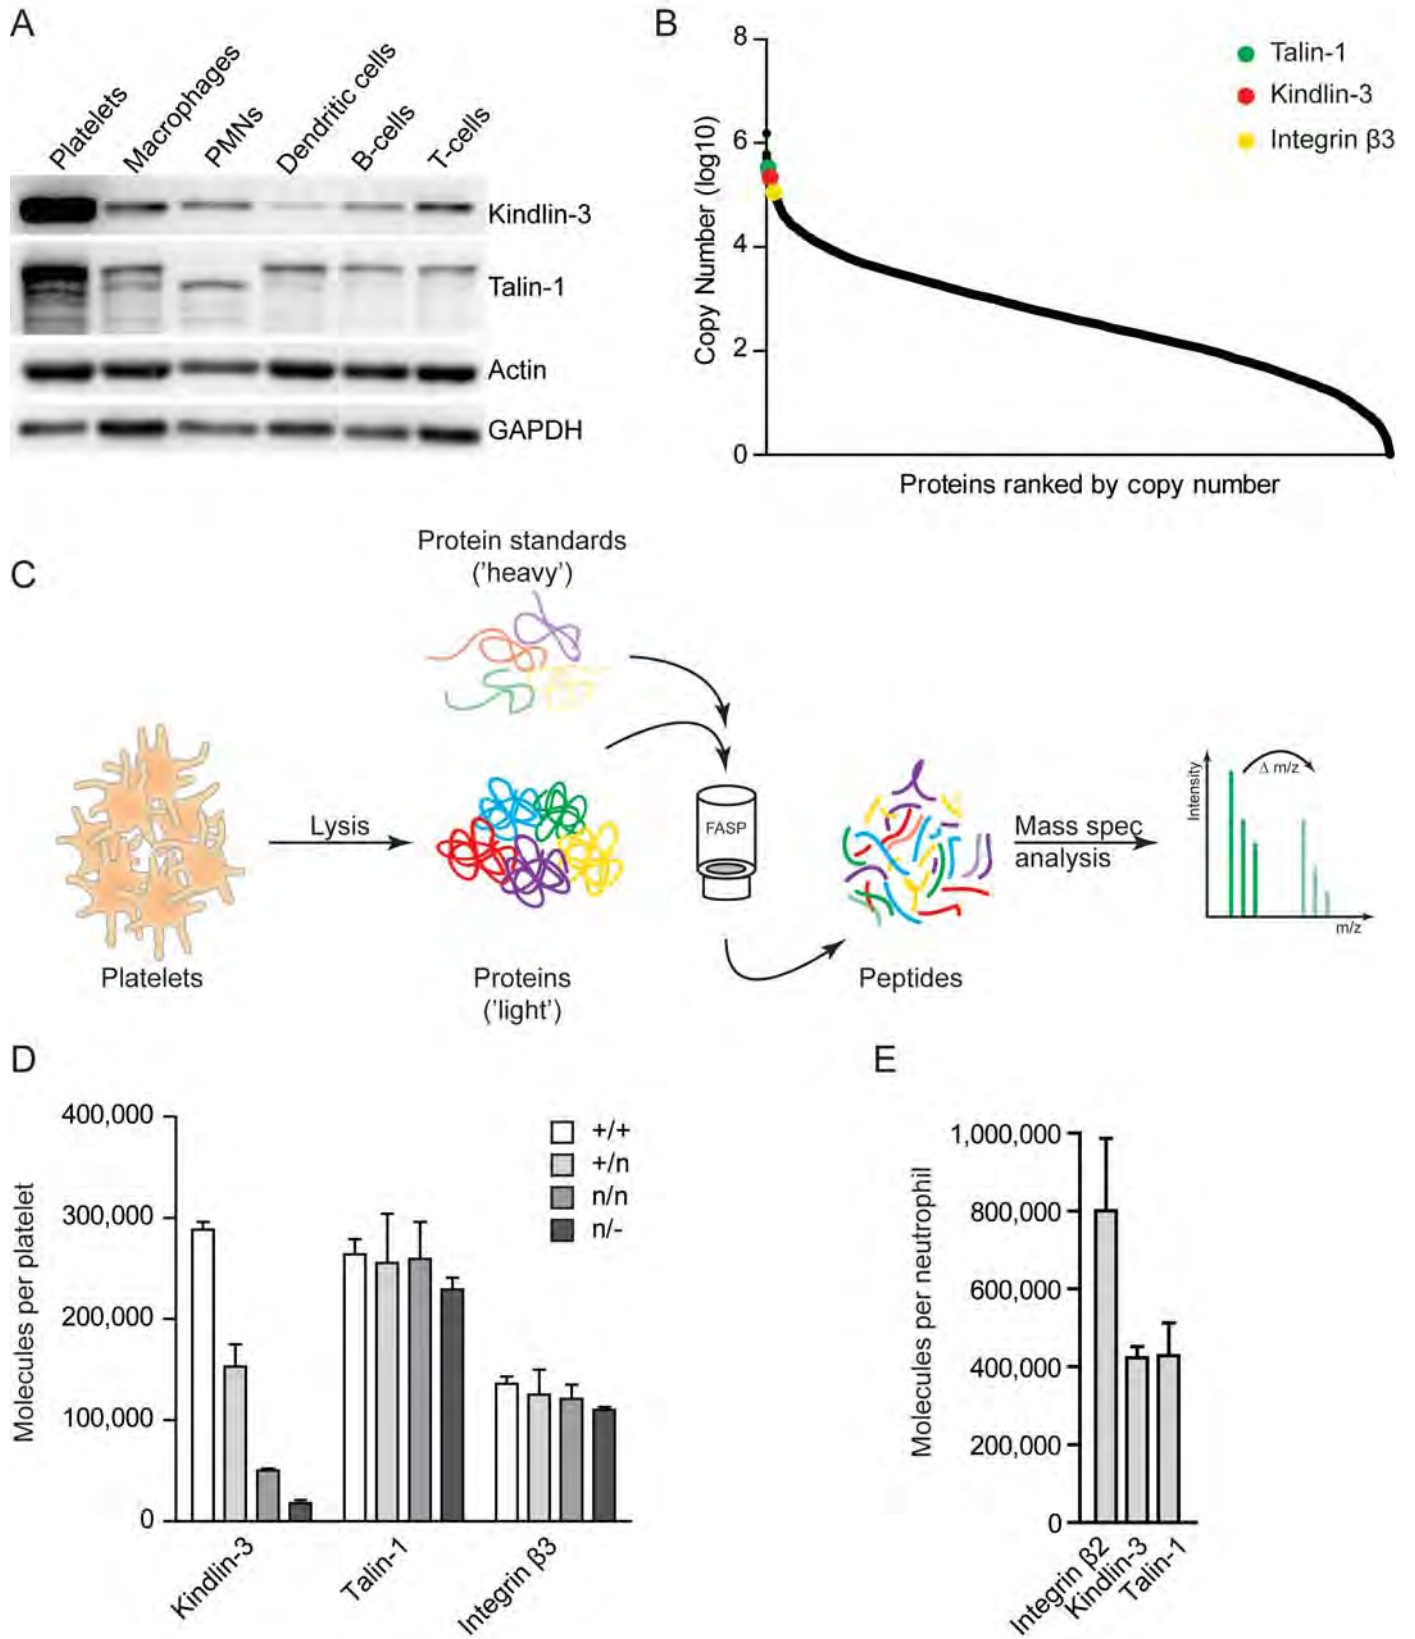 A
Platelets
Macrophages
PMNs
Dendritic cells
B-cells
T-cells
Kindlin-3
Talin-1
Actin
GAPDH
B
8
6
4
2
0
Copy Number (log10)
Talin-1
Kindlin-3
Integrin β3
Proteins ranked by copy number
C
Protein standards
('heavy')
Lysis
FASP
Mass spec
analysis
Intensity
Δ m/z
m/z
Platelets
Proteins
('light')
Peptides
D
400,000
300,000
200,000
100,000
0
Molecules per platelet
+/+
+/n
n/n
n/-
Kindlin-3
Talin-1
Integrin β3
E
1,000,000
800,000
600,000
400,000
200,000
0
Molecules per neutrophil
Integrin β2
Kindlin-3
Talin-1